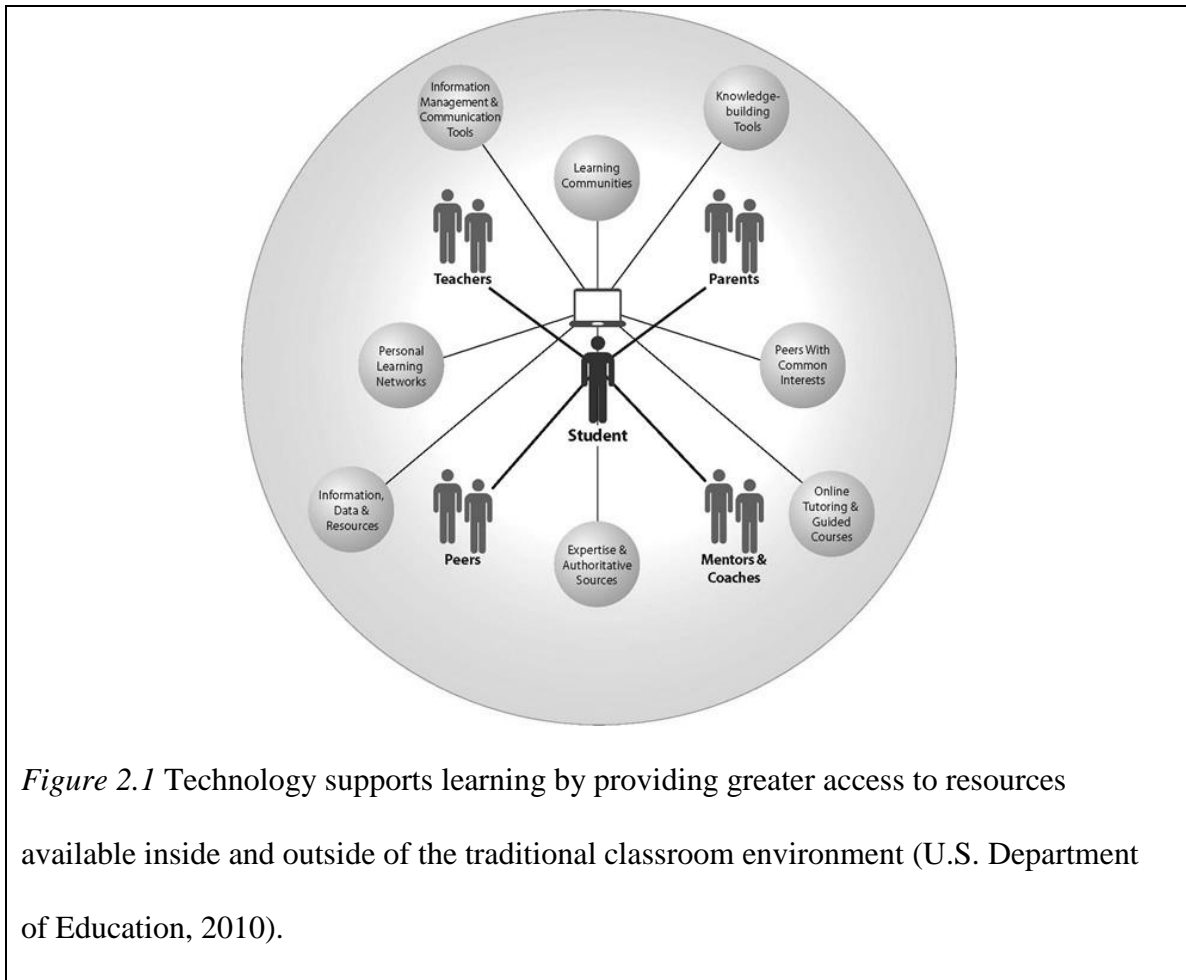 Information
Management &
Communication
Tools
Knowledge-
building
Tools
Learning
Communities
Teachers
Parents
Personal
Learning
Networks
Peers With
Common
Interests
Student
Information,
Data &
Resources
Peers
Expertise &
Authoritative
Sources
Mentors &
Coaches
Online
Tutoring &
Guided
Courses
Figure 2.1 Technology supports learning by providing greater access to resources
available inside and outside of the traditional classroom environment (U.S. Department
of Education, 2010).